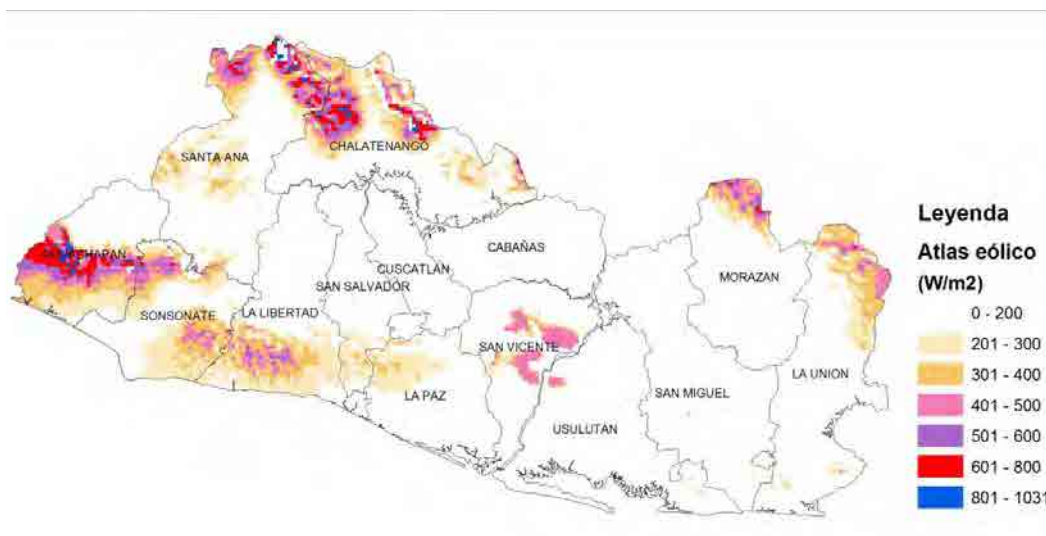 CHALATENANGO
SANTA ANA
CABAÑAS
MORAZAN
CUSCATLÁN
SAN SALVADOR
SONSONATE
LA LIBERTAD
SAN VICENTE
LA UNION
LA PAZ
SAN MIGUEL
USULUTAN
Leyenda
Atlas eólico
(W/m2)
0 - 200
201 - 300
301 - 400
401 - 500
501 - 600
601 - 800
801 - 1031